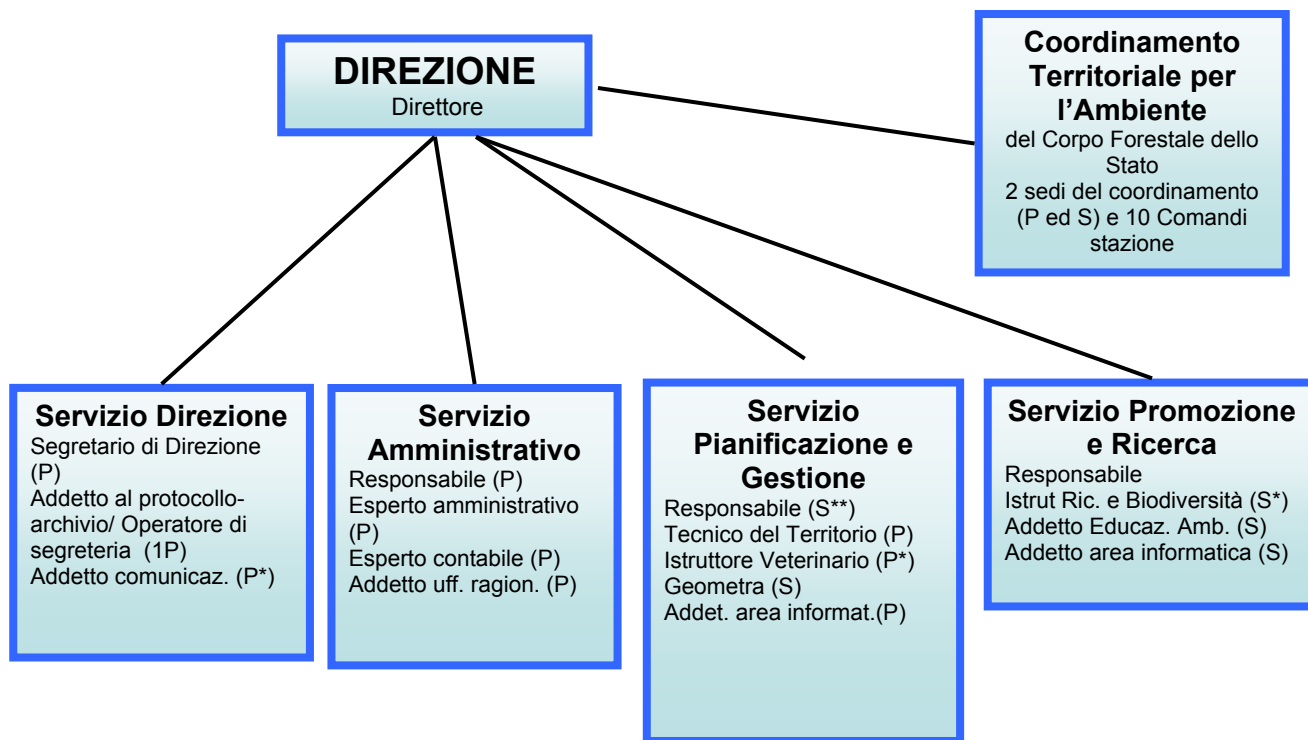 DIREZIONE
Direttore
Coordinamento
Territoriale per
l’Ambiente
del Corpo Forestale dello
Stato
2 sedi del coordinamento
(P ed S) e 10 Comandi
stazione
Servizio Direzione
Segretario di Direzione
(P)
Addetto al protocollo-
archivio/ Operatore di
segreteria (1P)
Addetto comunicaz. (P*)
Servizio
Amministrativo
Responsabile (P)
Esperto amministrativo
(P)
Esperto contabile (P)
Addetto uff. ragion. (P)
Servizio
Pianificazione e
Gestione
Responsabile (S**)
Tecnico del Territorio (P)
Istruttore Veterinario (P*)
Geometra (S)
Addet. area informat.(P)
Servizio Promozione
e Ricerca
Responsabile
Istrut Ric. e Biodiversità (S*)
Addetto Educaz. Amb. (S)
Addetto area informatica (S)